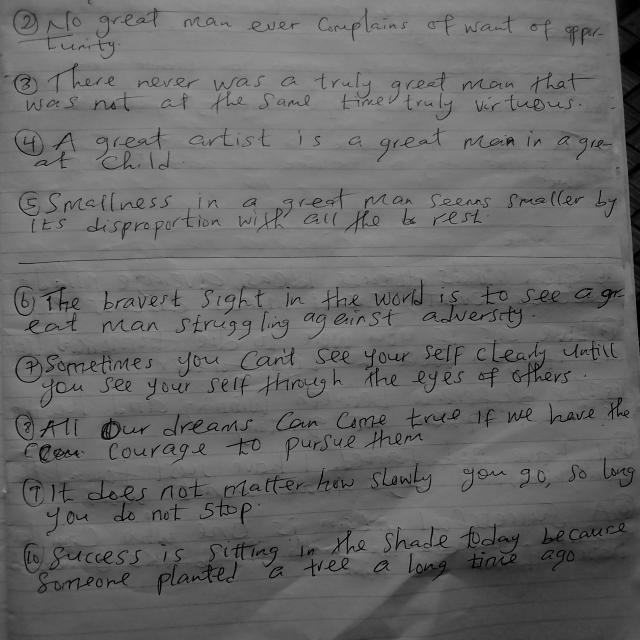 ② No great man ever complains of want of oppor-
tunity.
③ There never was a truly great man that
was not at the same time truly virtuous.
④ A great artist is a great man in a gre-
at child.
⑤ Smallness in a great man seems smaller by
its disproportion with all the rest.
⑥ The bravest sight in the world is to see a gr-
eat man struggling against adversity.
⑦ Sometimes you Can't see your self clearly untill
you see your self through the eyes of others.
⑧ All Our dreams Can Come true if we have the
courage to pursue them
⑨ It does not matter how slowly you go, so long
you do not stop.
⑩ Success is sitting in the shade today because
Someone planted a tree a long time ago